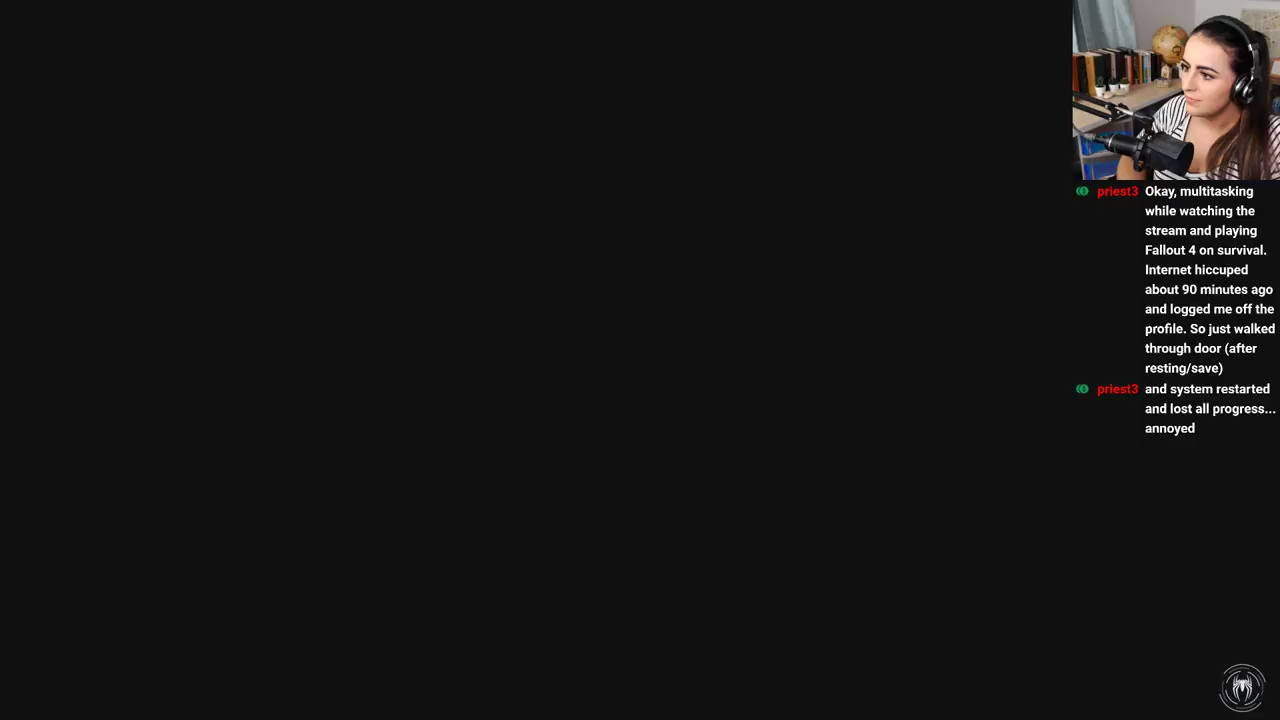 priest3 Okay, multitasking
while watching the
stream and playing
Fallout 4 on survival.
Internet hiccuped
about 90 minutes ago
and logged me off the
profile. So just walked
through door (after
resting/save)
priest3 and system restarted
and lost all progress...
annoyed